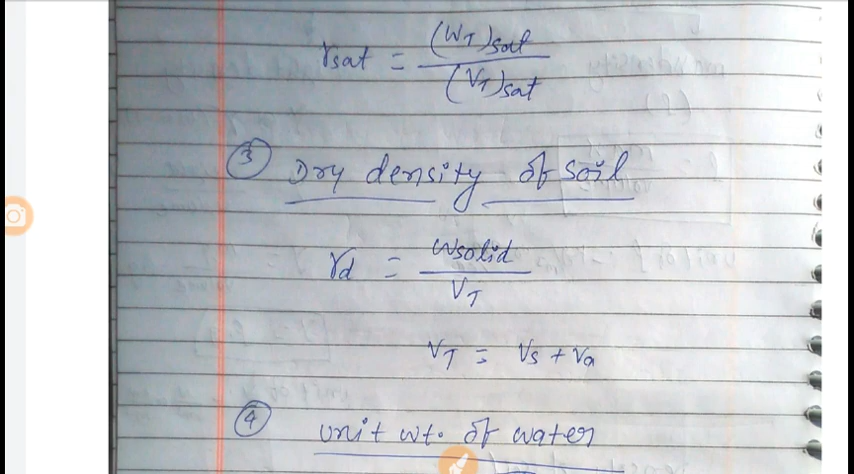 γsat = (WT)sat / (VT)sat
③ Dry density of soil
γd = Wsolid / VT
VT = Vs + Va
④ unit wt. of water